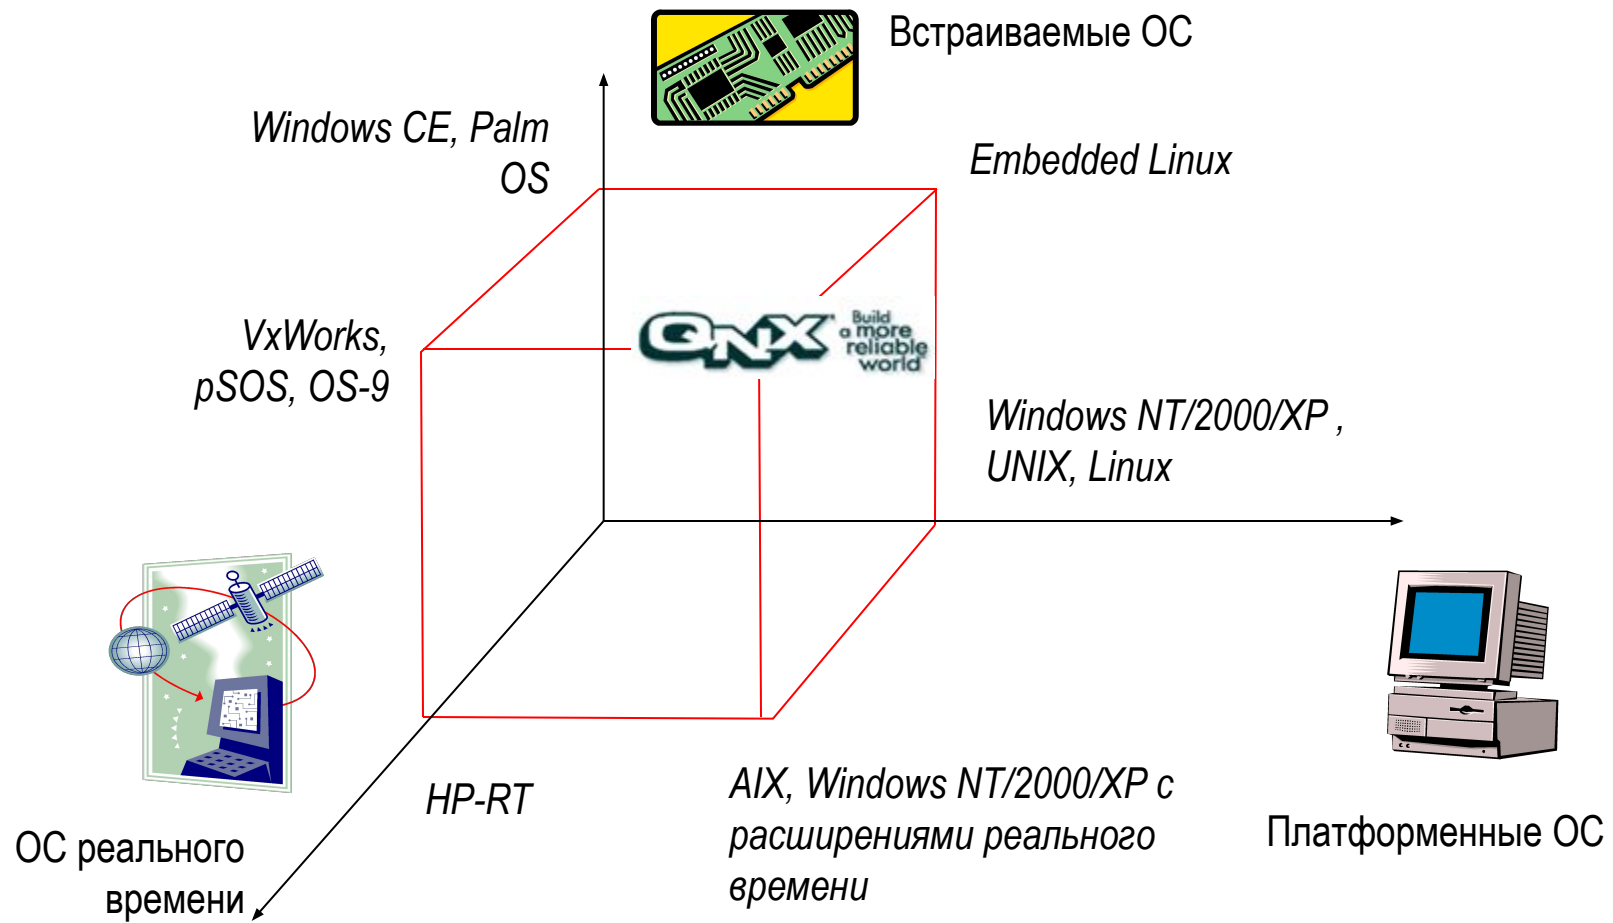 Встраиваемые ОС
Windows CE, Palm
OS
Embedded Linux
QNX
Build
a more
reliable
world
VxWorks,
pSOS, OS-9
Windows NT/2000/XP ,
UNIX, Linux
HP-RT
AIX, Windows NT/2000/XP с
расширениями реального
времени
Платформенные ОС
ОС реального
времени